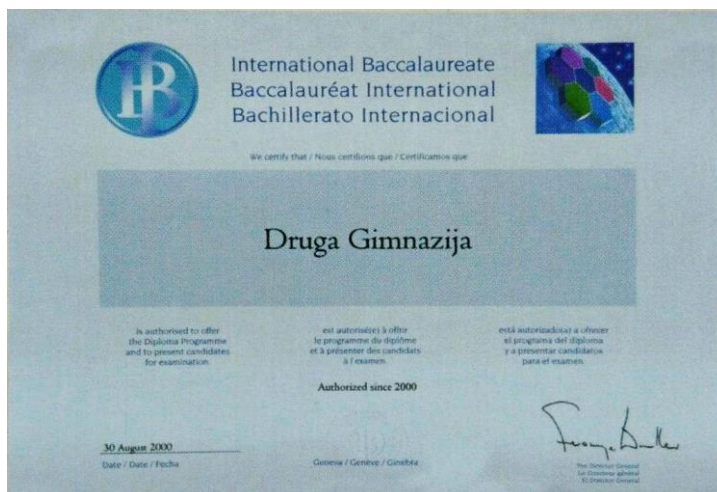 IB
International Baccalaureate
Baccalauréat International
Bachillerato Internacional
We certify that / Nous certifions que / Certificamos que
Druga Gimnazija
is authorised to offer
the Diploma Programme
and to present candidates
for examination.
est autorisé(e) à offrir
le programme du diplôme
et à présenter des candidats
à l'examen.
está autorizado(a) a ofrecer
el programa del diploma
y a presentar candidatos
para el examen.
Authorized since 2000
30 August 2000
Date / Date / Fecha
Geneva / Genève / Ginebra
The Director General
Le Directeur général
El Director General